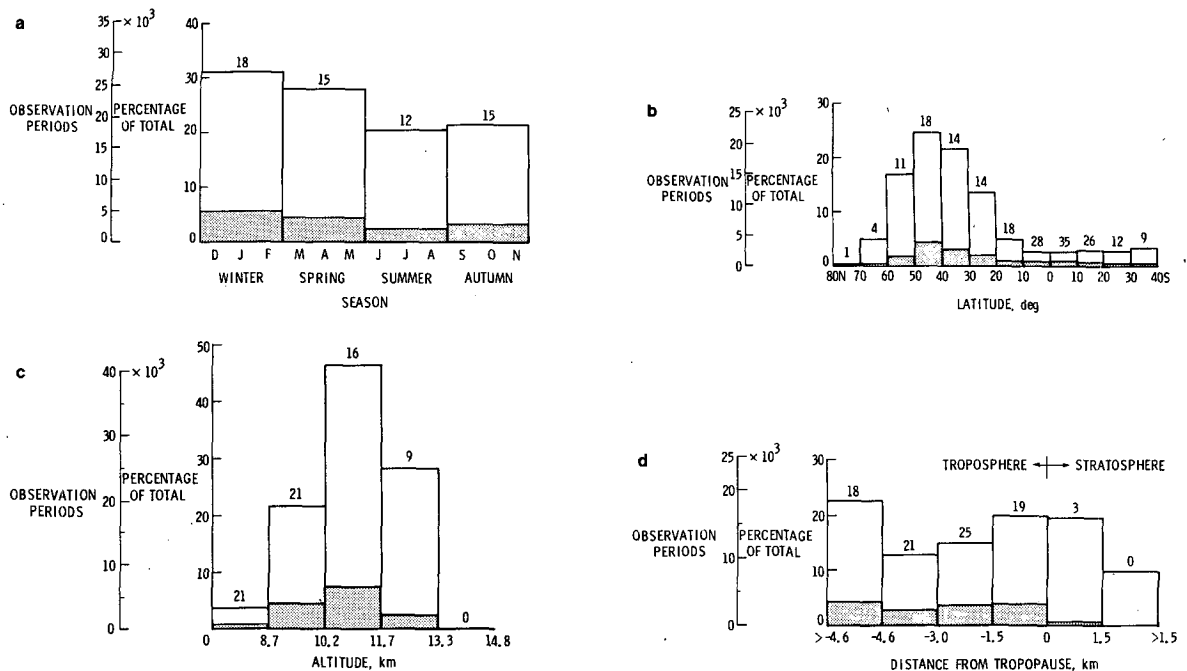 a
35 × 10³ 40
30
18
30
25 15
OBSERVATION PERCENTAGE 20
PERIODS OF TOTAL 20
12 15
15
10
10
5
0 0
D J F M A M J J A S O N
WINTER SPRING SUMMER AUTUMN
SEASON
b
25 × 10³ 30
20 20
15
OBSERVATION PERCENTAGE
PERIODS OF TOTAL
10 10
5
0 0
1 4 11 18 14 14 18 28 35 26 12 9
80N 70 60 50 40 30 20 10 0 0 10 20 30 40S
LATITUDE, deg
c
40 × 10³ 50
40
30 30
OBSERVATION PERCENTAGE
PERIODS OF TOTAL
20 20
10 10
0
21 21 16 9 0
0 8.7 10.2 11.7 13.3 14.8
ALTITUDE, km
d
TROPOSPHERE STRATOSPHERE
25 × 10³ 30
20 20
15
OBSERVATION PERCENTAGE
PERIODS OF TOTAL
10 10
5
0 0
18 21 25 19 3 0
>-4.6 -4.6 -3.0 -1.5 0 1.5 >1.5
DISTANCE FROM TROPOPAUSE, km